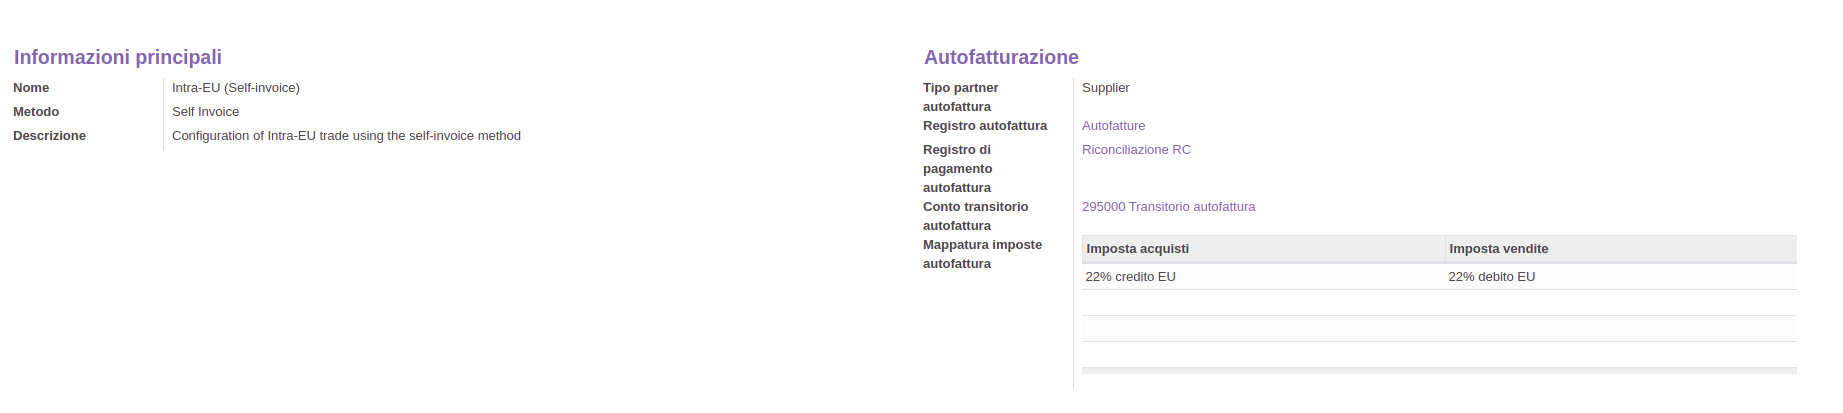 Informazioni principali
Nome Intra-EU (Self-invoice)
Metodo Self Invoice
Descrizione Configuration of Intra-EU trade using the self-invoice method
Autofatturazione
Tipo partner Supplier
autofattura
Registro autofattura Autofatture
Registro di Riconciliazione RC
pagamento
autofattura
Conto transitorio 295000 Transitorio autofattura
autofattura
Mappatura imposte
autofattura
Imposta acquisti Imposta vendite
22% credito EU 22% debito EU